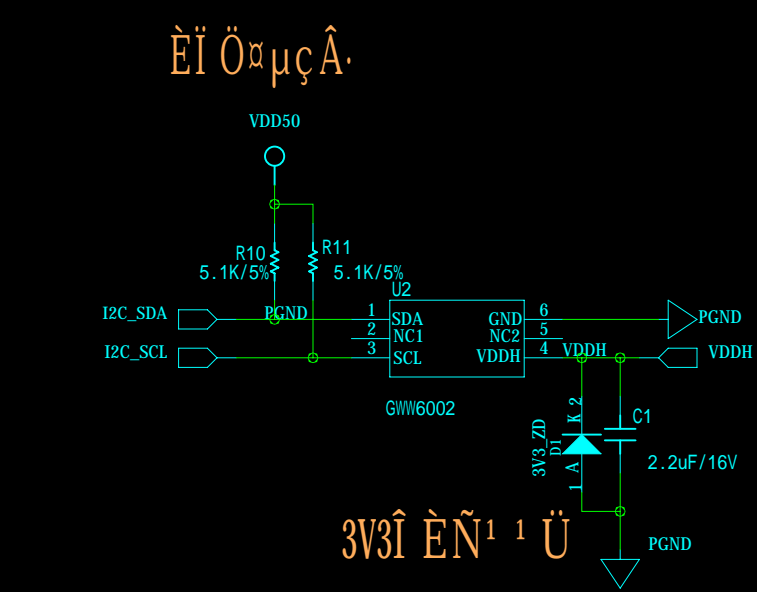 ÈÏ Ö¤µçÂ·
VDD50
R10
5.1K/5%
R11
5.1K/5%
U2
I2C_SDA
PGND
1
SDA
GND
6
PGND
2
NC1
NC2
5
I2C_SCL
3
SCL
VDDH
4
VDDH
VDDH
GWW6002
K 2
3V3_ZD
D1
1 A
C1
2.2uF/16V
3V3Î ÈÑ¹ ¹ Ü
PGND